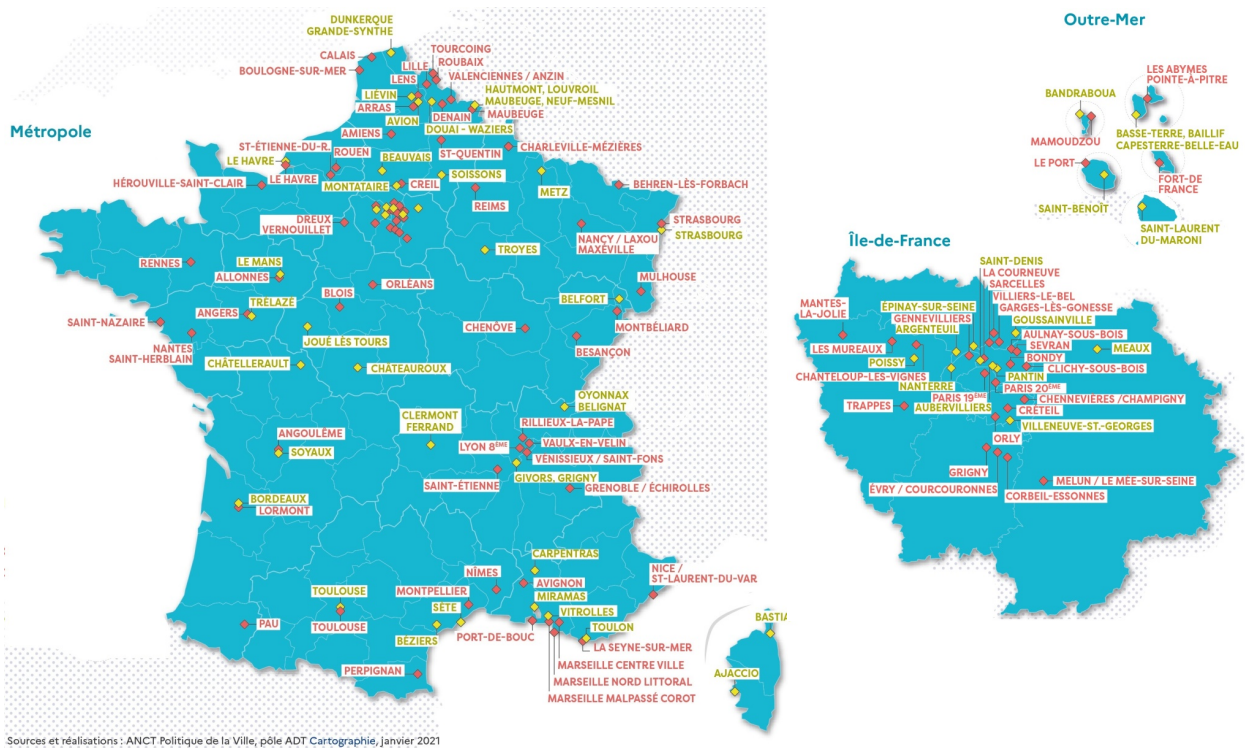 Outre-Mer
Métropole
Île-de-France
DUNKERQUE
GRANDE-SYNTHE
CALAIS
BOULOGNE-SUR-MER
TOURCOING
ROUBAIX
LILLE
LENS
VALENCIENNES / ANZIN
LIÉVIN
ARRAS
HAUTMONT, LOUVROIL
MAUBEUGE, NEUF-MESNIL
MAUBEUGE
AVION
DENAIN
DOUAI - WAZIERS
AMIENS
ST-QUENTIN
CHARLEVILLE-MÉZIÈRES
ST-ÉTIENNE-DU-R.
ROUEN
LE HAVRE
LE HAVRE
BEAUVAIS
SOISSONS
HÉROUVILLE-SAINT-CLAIR
MONTATAIRE
CREIL
REIMS
METZ
BEHREN-LÈS-FORBACH
DREUX
VERNOUILLET
STRASBOURG
STRASBOURG
NANCY / LAXOU
MAXÉVILLE
TROYES
RENNES
LE MANS
ALLONNES
ORLÉANS
MULHOUSE
BLOIS
TRÉLAZÉ
ANGERS
BELFORT
SAINT-NAZAIRE
CHENÔVE
MONTBÉLIARD
NANTES
SAINT-HERBLAIN
JOUÉ LÈS TOURS
BESANÇON
CHÂTELLERAULT
CHÂTEAUROUX
OYONNAX
BELIGNAT
CLERMONT
FERRAND
RILLIEUX-LA-PAPE
ANGOULÊME
SOYAUX
LYON 8ÈME
VAULX-EN-VELIN
VENISSIEUX / SAINT-FONS
SAINT-ÉTIENNE
GIVORS, GRIGNY
GRENOBLE / ÉCHIROLLES
BORDEAUX
LORMONT
CARPENTRAS
NÎMES
AVIGNON
NICE /
ST-LAURENT-DU-VAR
TOULOUSE
TOULOUSE
MONTPELLIER
MIRAMAS
SÈTE
VITROLLES
PAU
BÉZIERS
PORT-DE-BOUC
TOULON
LA SEYNE-SUR-MER
PERPIGNAN
MARSEILLE CENTRE VILLE
MARSEILLE NORD LITTORAL
MARSEILLE MALPASSÉ COROT
BASTIA
AJACCIO
LES ABYMES
POINTE-À-PITRE
BANDRABOUA
MAMOUDZOU
BASSE-TERRE, BAILLIF
CAPESTERRE-BELLE-EAU
LE PORT
FORT-DE
FRANCE
SAINT-BENOÎT
SAINT-LAURENT
DU-MARONI
SAINT-DENIS
LA COURNEUVE
SARCELLES
VILLIERS-LE-BEL
GARGES-LÈS-GONESSE
GOUSSAINVILLE
MANTES-
LA-JOLIE
ÉPINAY-SUR-SEINE
GENNEVILLIERS
ARGENTEUIL
AULNAY-SOUS-BOIS
SEVRAN
LES MUREAUX
MEAUX
BONDY
POISSY
CLICHY-SOUS-BOIS
CHANTELOUP-LES-VIGNES
PANTIN
NANTERRE
PARIS 20ÈME
PARIS 19ÈME
CHENNEVIERES /CHAMPIGNY
TRAPPES
AUBERVILLIERS
CRÉTEIL
VILLENEUVE-ST.-GEORGES
ORLY
GRIGNY
MELUN / LE MEE-SUR-SEINE
ÉVRY / COURCOURONNES
CORBEIL-ESSONNES
Sources et réalisations : ANCT Politique de la Ville, pôle ADT Cartographie, janvier 2021